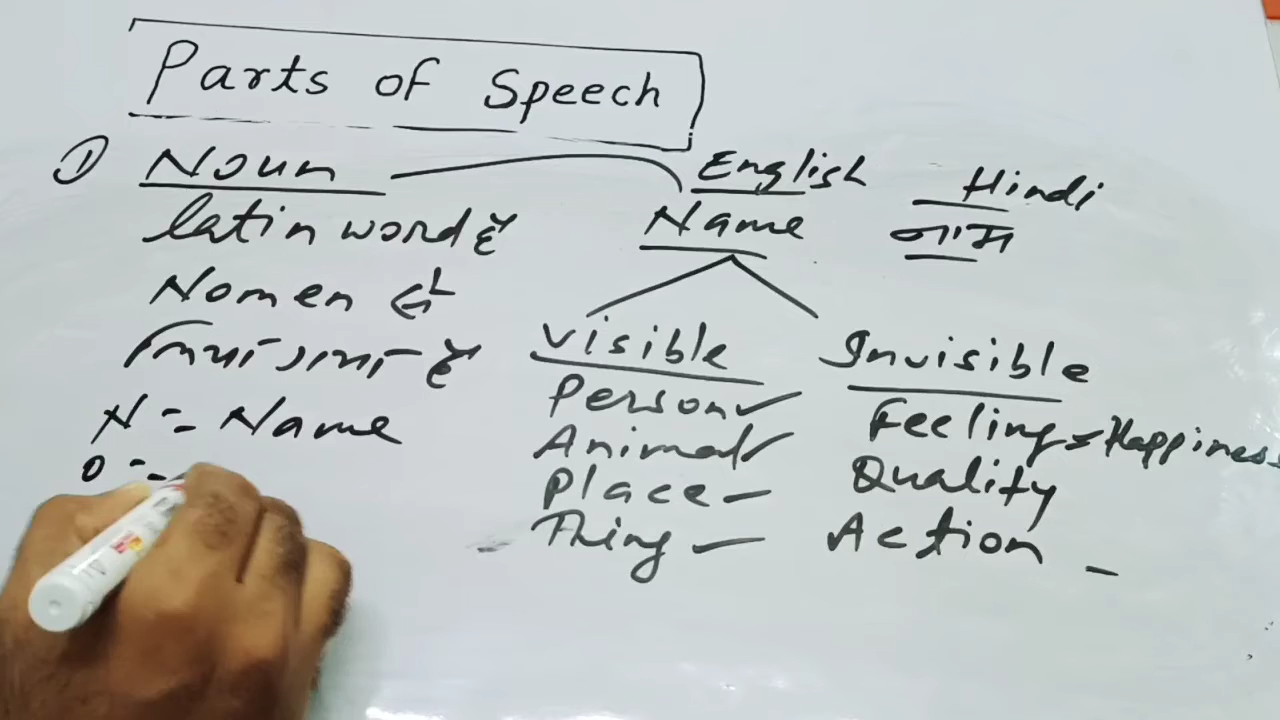 Parts of Speech
① Noun
English Hindi
Name नाम
latin word है
Nomen से
लिया गया है
Visible Invisible
Person ✓ Feeling = Happiness
Animal ✓ Quality
Place – Action –
Thing –
N = Name
O =